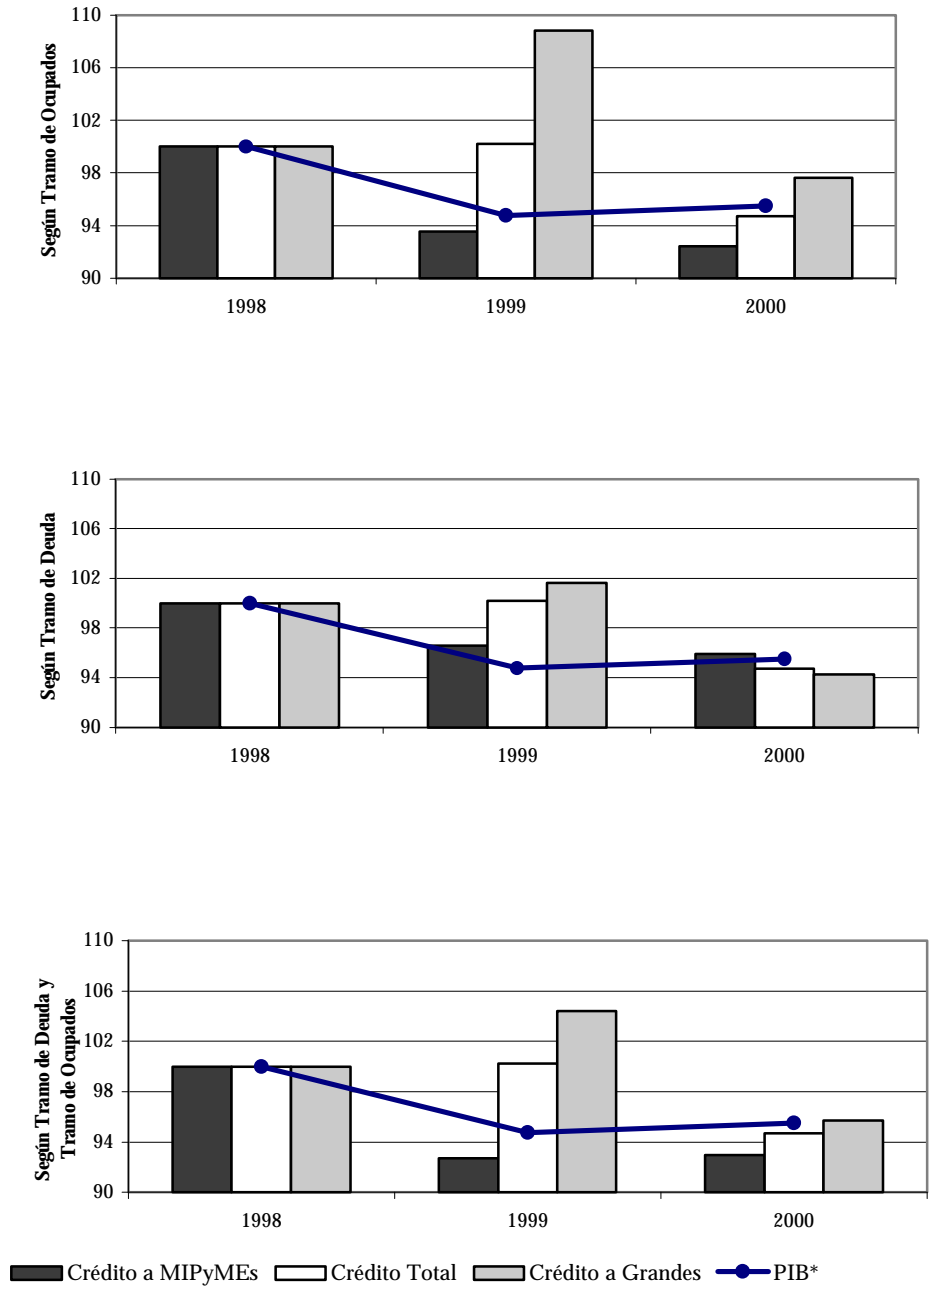 Según Tramo de Ocupados
110
106
102
98
94
90
1998 1999 2000
Según Tramo de Deuda
110
106
102
98
94
90
1998 1999 2000
Según Tramo de Deuda y
Tramo de Ocupados
110
106
102
98
94
90
1998 1999 2000
Crédito a MIPyMEs Crédito Total Crédito a Grandes PIB*